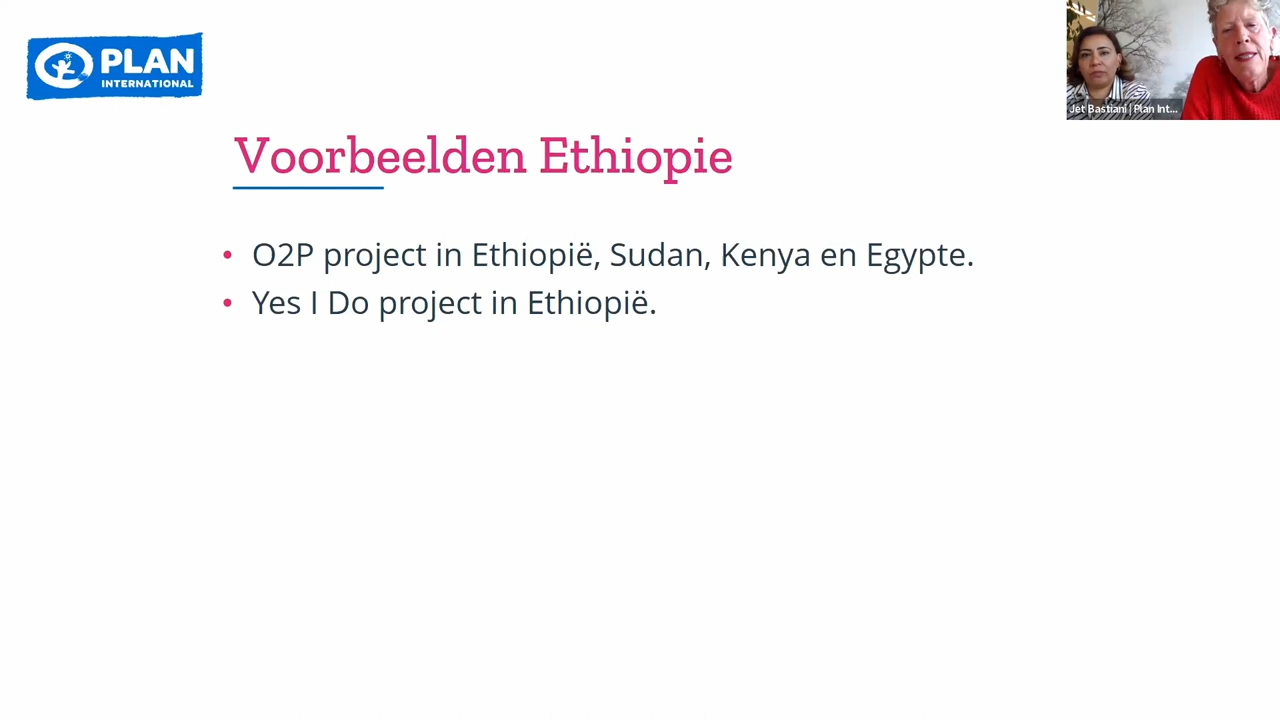 PLAN
INTERNATIONAL
Jet Bastiani | Plan Int...
Voorbeelden Ethiopie
• O2P project in Ethiopië, Sudan, Kenya en Egypte.
• Yes I Do project in Ethiopië.